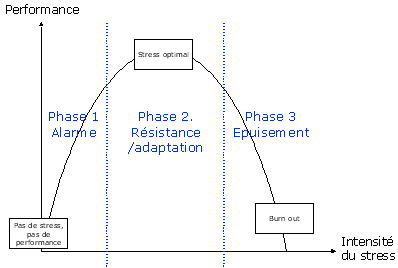 Performance
Stress optimal
Phase 1
Alarme
Phase 2.
Résistance
/adaptation
Phase 3
Epuisement
Pas de stress,
pas de
performance
Burn out
Intensité
du stress